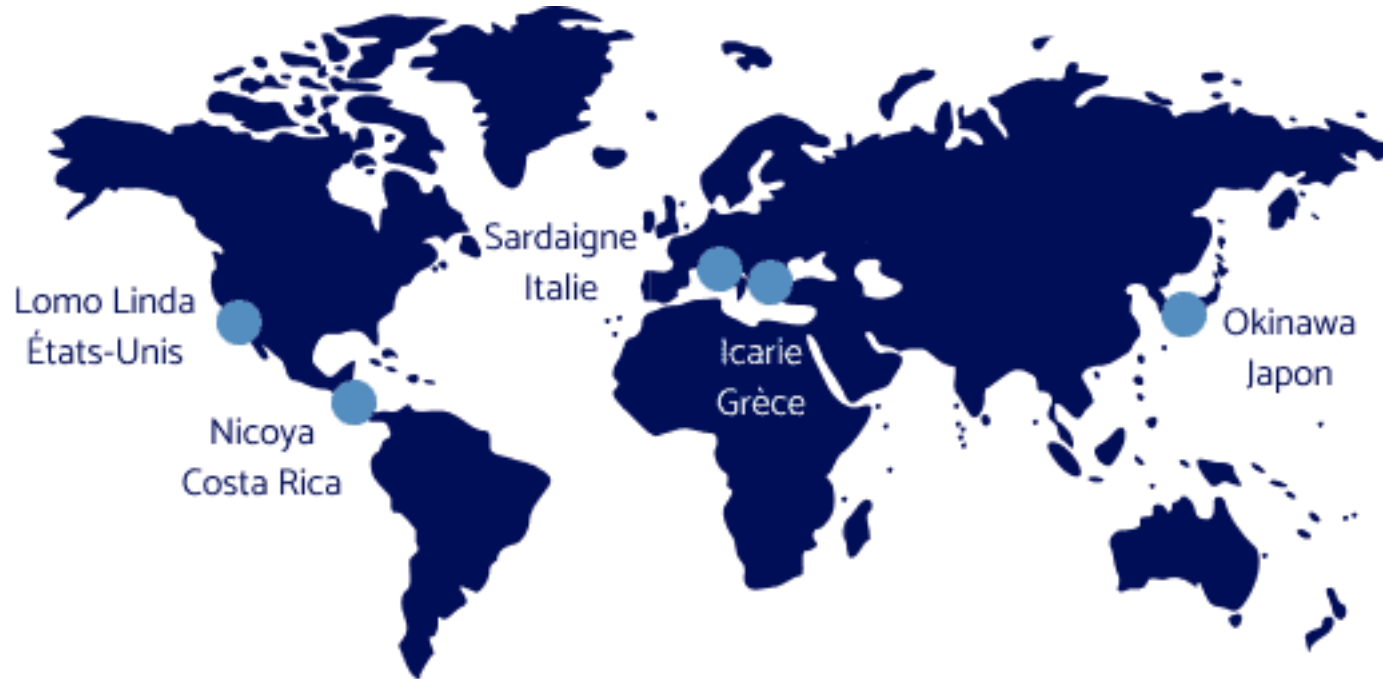 Sardaigne
Italie
Lomo Linda
États-Unis
Okinawa
Japon
Icarie
Grèce
Nicoya
Costa Rica